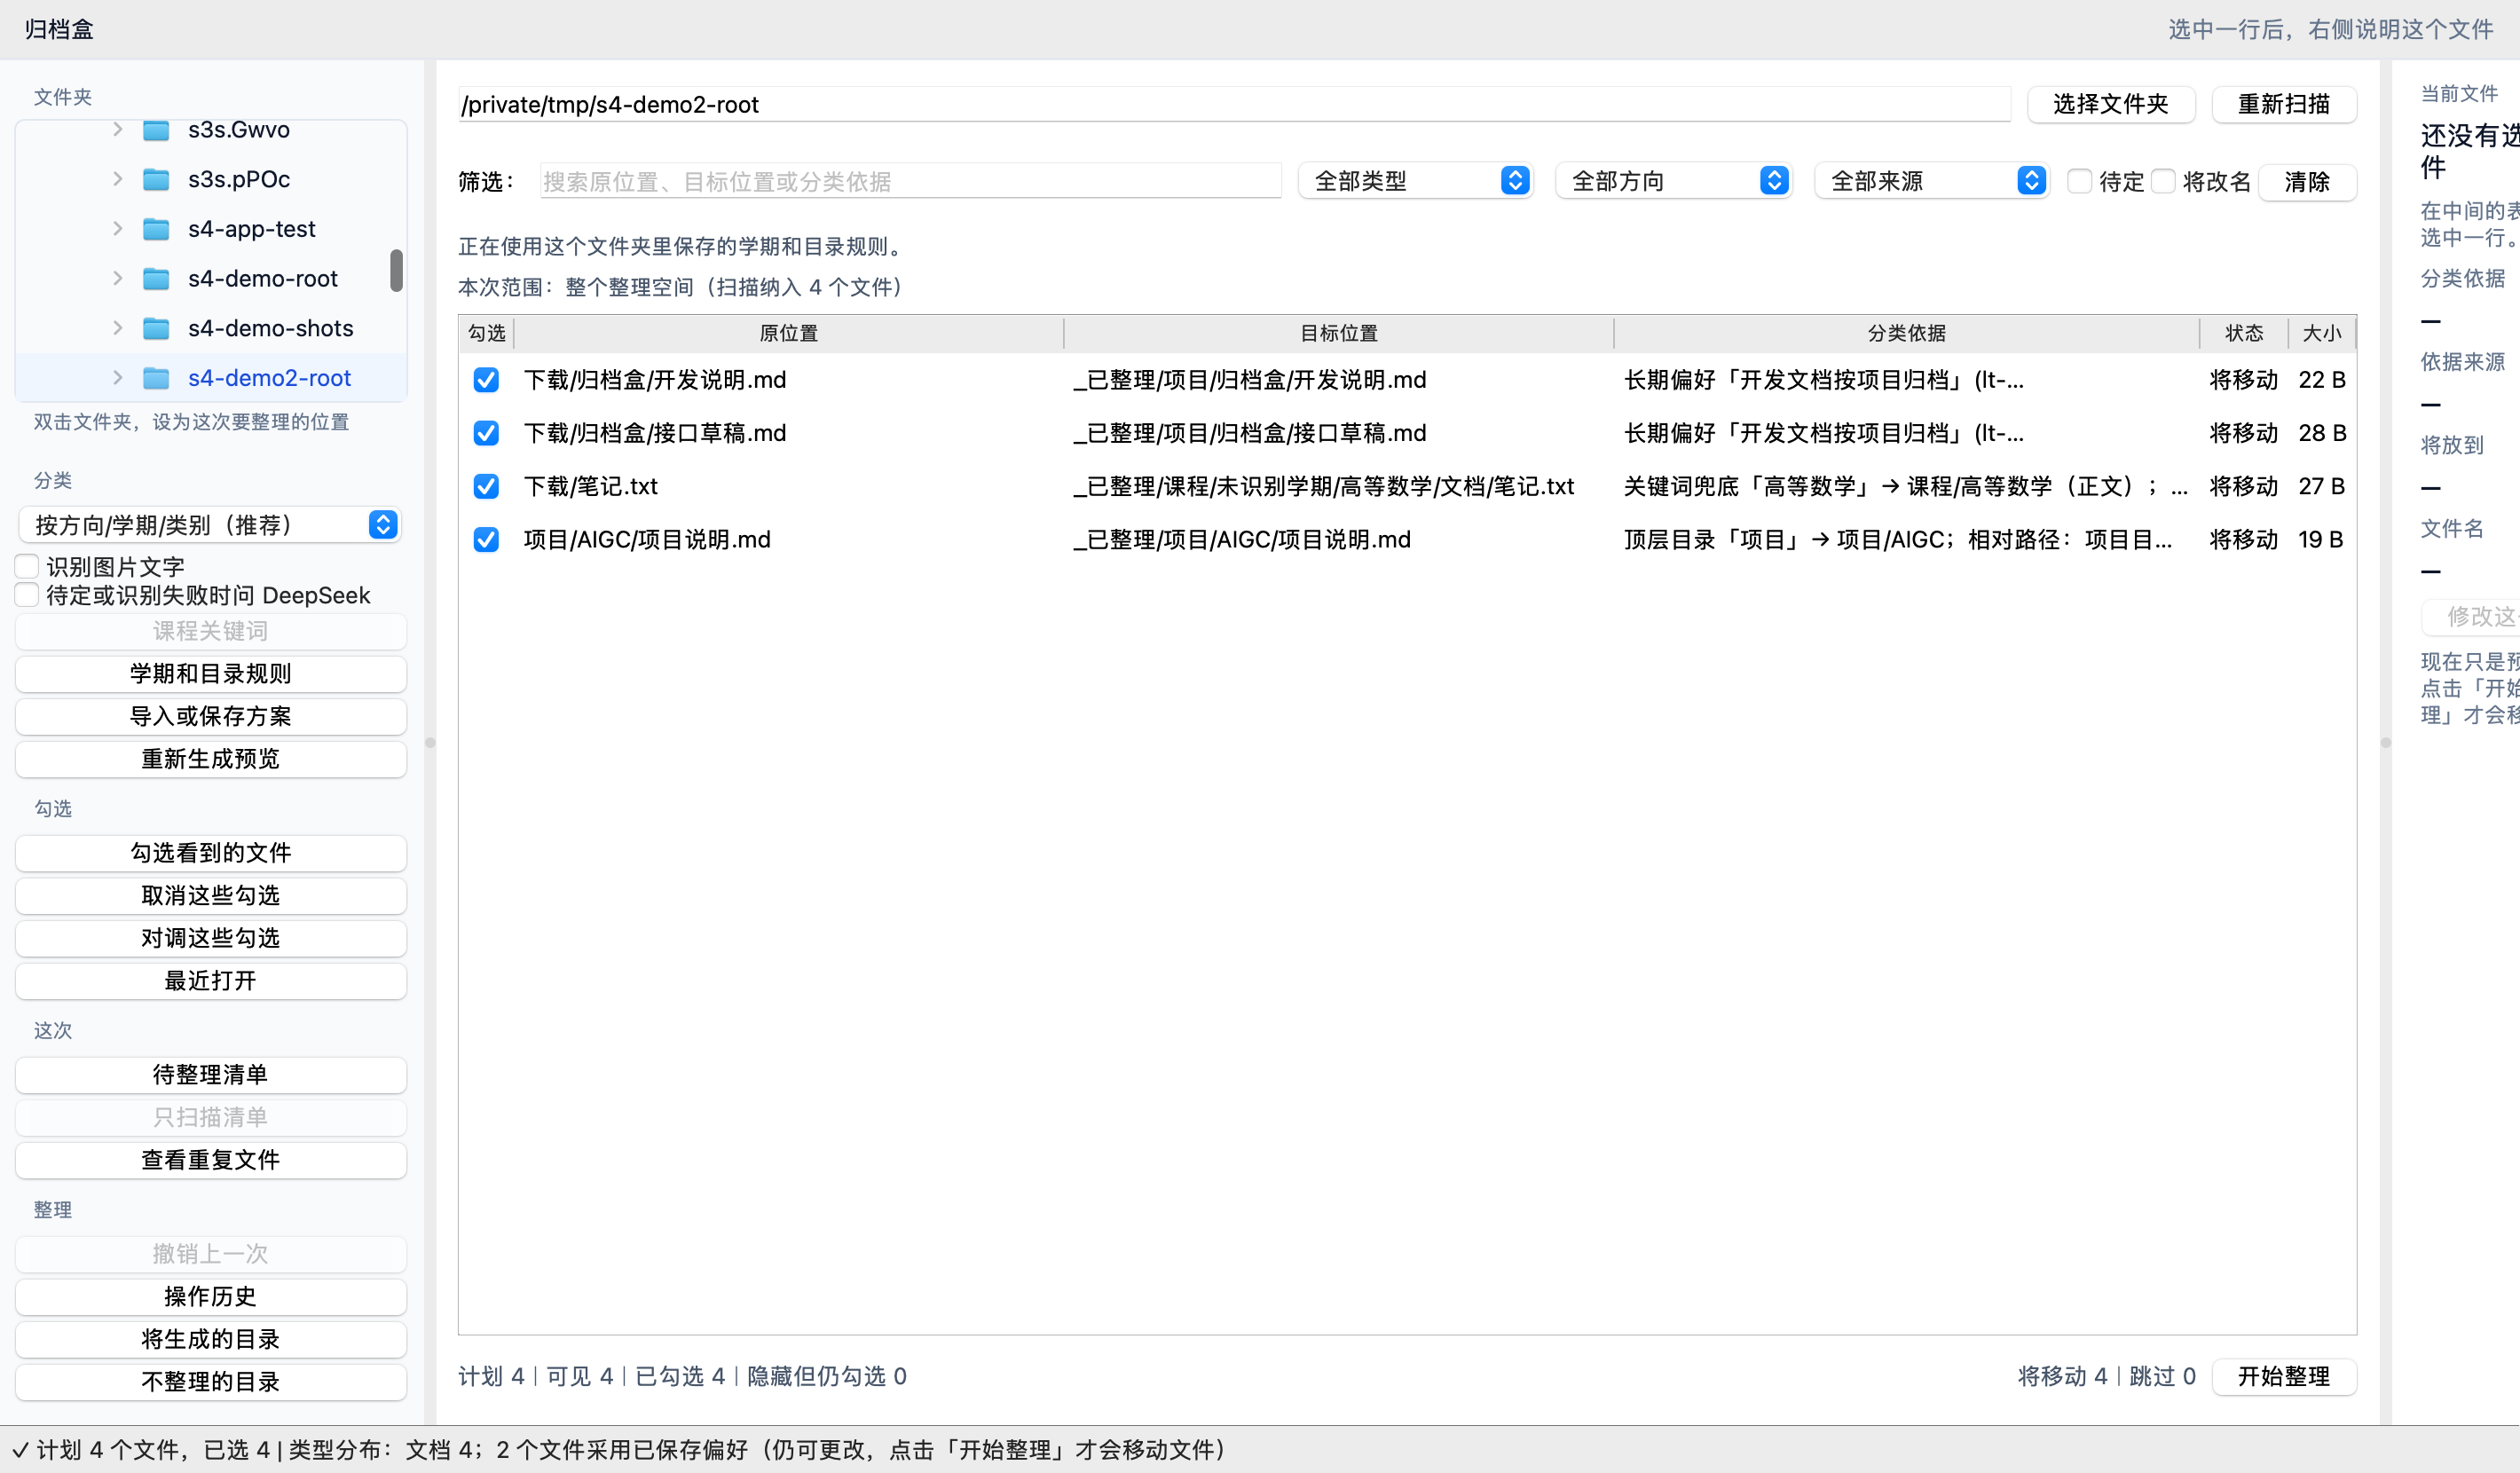 归档盒
选中一行后，右侧说明这个文件
文件夹
s3s.Gwvo
s3s.pPOc
s4-app-test
s4-demo-root
s4-demo-shots
s4-demo2-root
双击文件夹，设为这次要整理的位置
分类
按方向/学期/类别（推荐）
识别图片文字
待定或识别失败时问 DeepSeek
课程关键词
学期和目录规则
导入或保存方案
重新生成预览
勾选
勾选看到的文件
取消这些勾选
对调这些勾选
最近打开
这次
待整理清单
只扫描清单
查看重复文件
整理
撤销上一次
操作历史
将生成的目录
不整理的目录
/private/tmp/s4-demo2-root
选择文件夹
重新扫描
筛选：
搜索原位置、目标位置或分类依据
全部类型
全部方向
全部来源
待定
将改名
清除
正在使用这个文件夹里保存的学期和目录规则。
本次范围：整个整理空间（扫描纳入 4 个文件）
勾选 原位置 目标位置 分类依据 状态 大小
下载/归档盒/开发说明.md _已整理/项目/归档盒/开发说明.md 长期偏好「开发文档按项目归档」(lt-... 将移动 22 B
下载/归档盒/接口草稿.md _已整理/项目/归档盒/接口草稿.md 长期偏好「开发文档按项目归档」(lt-... 将移动 28 B
下载/笔记.txt _已整理/课程/未识别学期/高等数学/文档/笔记.txt 关键词兜底「高等数学」→ 课程/高等数学（正文）；... 将移动 27 B
项目/AIGC/项目说明.md _已整理/项目/AIGC/项目说明.md 顶层目录「项目」→ 项目/AIGC；相对路径：项目目... 将移动 19 B
计划 4 | 可见 4 | 已勾选 4 | 隐藏但仍勾选 0
将移动 4 | 跳过 0
开始整理
当前文件
还没有选
件
在中间的表
选中一行。
分类依据
—
依据来源
—
将放到
—
文件名
—
修改这
现在只是预
点击「开始
理」才会移
✓ 计划 4 个文件，已选 4 | 类型分布：文档 4；2 个文件采用已保存偏好（仍可更改，点击「开始整理」才会移动文件）